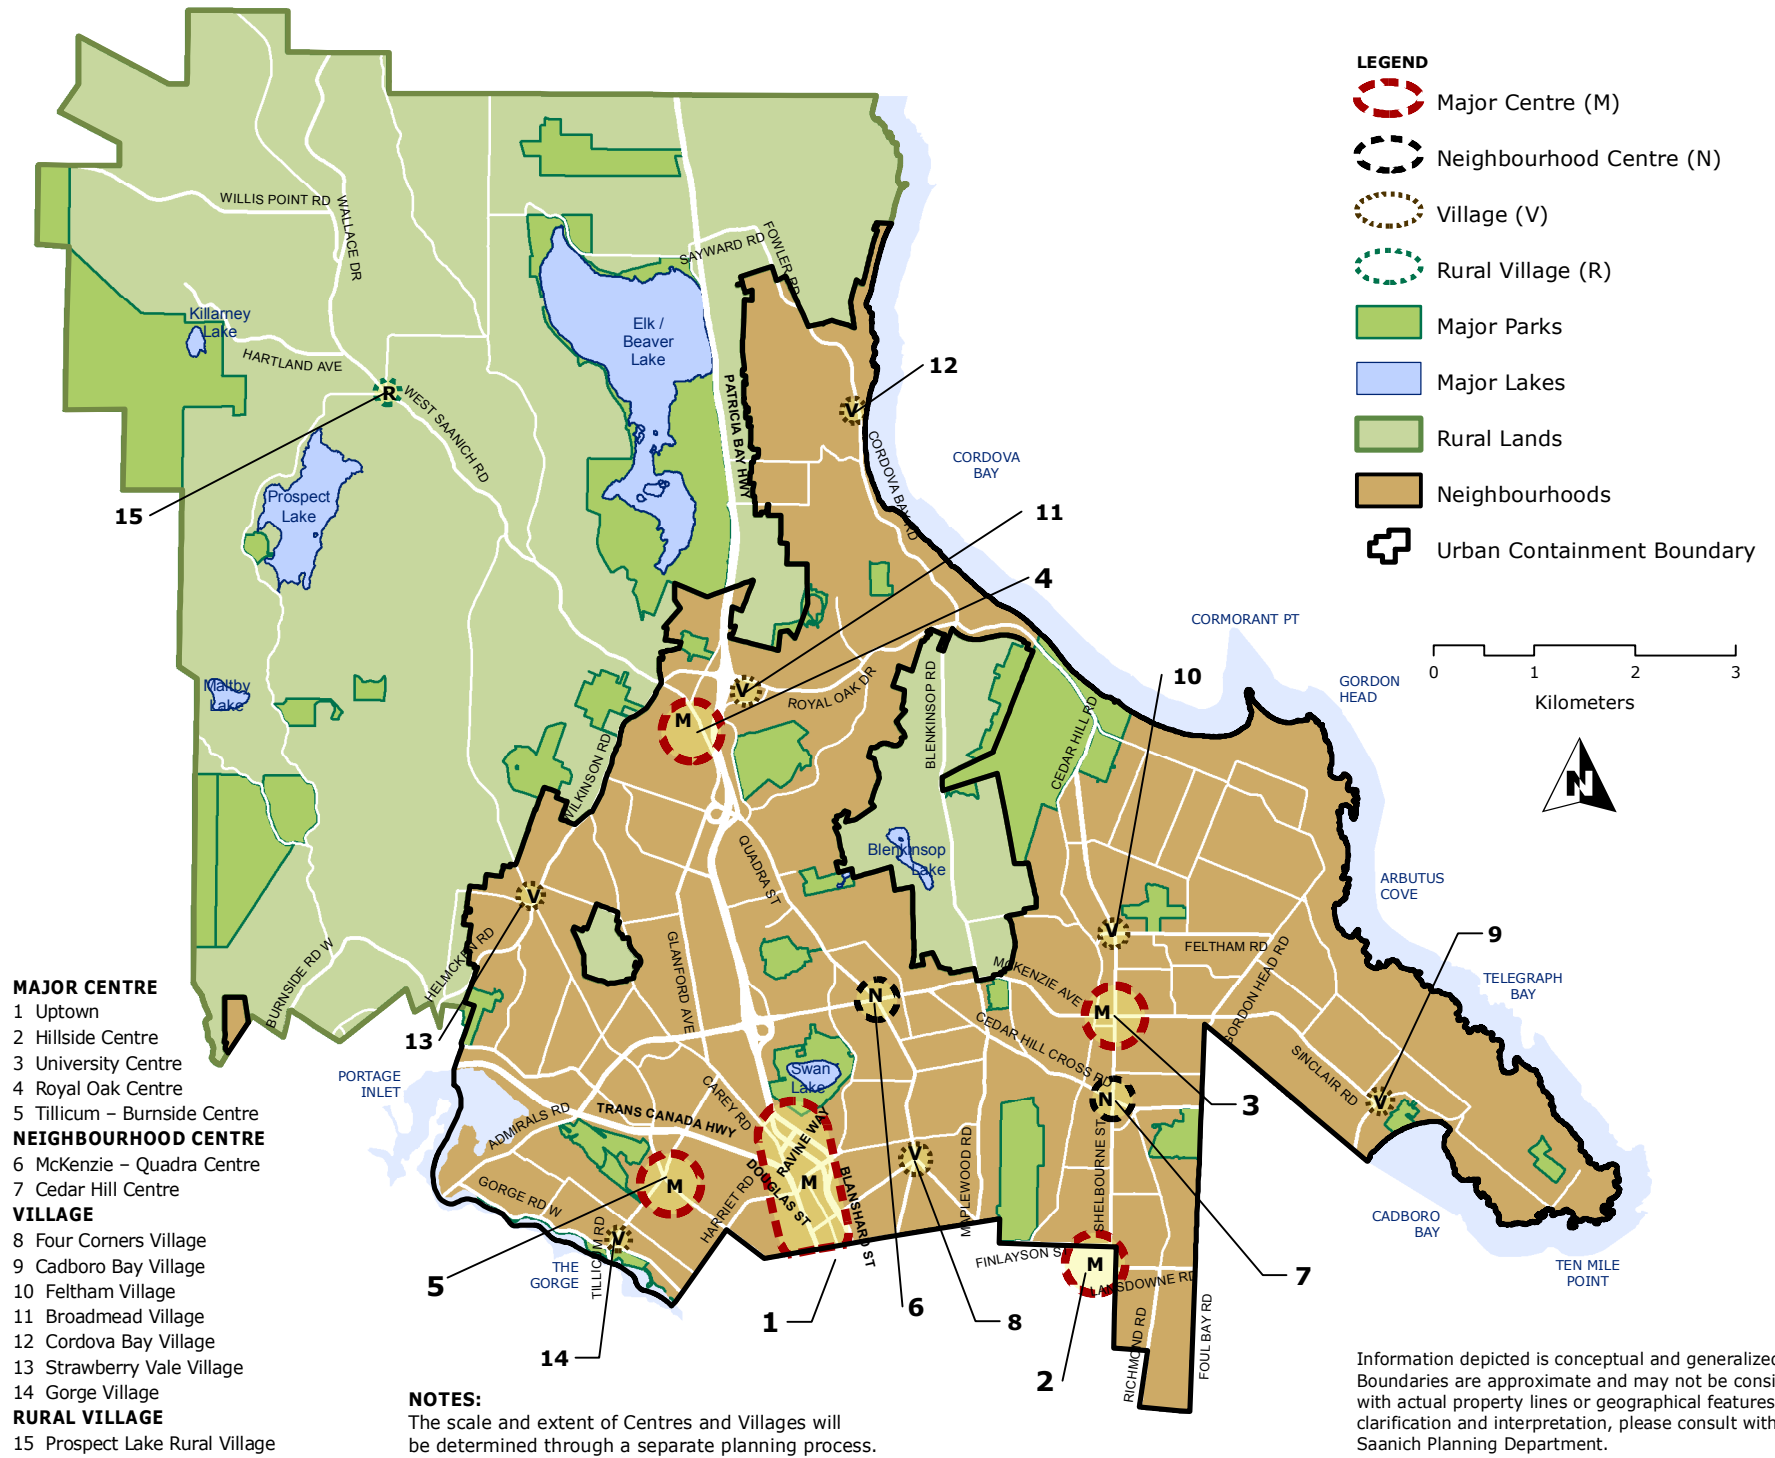 LEGEND
Major Centre (M)
Neighbourhood Centre (N)
Village (V)
Rural Village (R)
Major Parks
Major Lakes
Rural Lands
Neighbourhoods
Urban Containment Boundary
0 1 2 3
Kilometers
N
WILLIS POINT RD
WALLACE DR
SAYWARD RD
FOWLER RD
Killarney
Lake
HARTLAND AVE
Elk /
Beaver
Lake
R
WEST SAANICH RD
PATRICIA BAY HWY
12
V
CORDOVA BAY RD
CORDOVA
BAY
Prospect
Lake
15
11
4
CORMORANT PT
GORDON
HEAD
Maltby
Lake
V
M
ROYAL OAK DR
BLENKINSOP RD
CEDAR HILL RD
10
WILKINSON RD
QUADRA ST
Blenkinsop
Lake
ARBUTUS
COVE
V
V
FELTHAM RD
9
BURNSIDE RD W
HELMCKEN RD
GLANFORD AVE
MCKENZIE AVE
GORDON HEAD RD
TELEGRAPH
BAY
N
M
13
CEDAR HILL CROSS RD
SINCLAIR RD
PORTAGE
INLET
Swan
Lake
CAREY RD
N
3
V
ADMIRALS RD
TRANS CANADA HWY
RAVINE WAY
MAPLEWOOD RD
SHELBOURNE ST
M
DOUGLAS ST
M
BLANSHARD ST
V
GORGE RD W
HARRIET RD
TILLICUM RD
V
FINLAYSON ST
M
LANSDOWNE RD
CADBORO
BAY
THE
GORGE
TEN MILE
POINT
5
1
6
8
7
14
2
RICHMOND RD
FOUL BAY RD
MAJOR CENTRE
1 Uptown
2 Hillside Centre
3 University Centre
4 Royal Oak Centre
5 Tillicum – Burnside Centre
NEIGHBOURHOOD CENTRE
6 McKenzie – Quadra Centre
7 Cedar Hill Centre
VILLAGE
8 Four Corners Village
9 Cadboro Bay Village
10 Feltham Village
11 Broadmead Village
12 Cordova Bay Village
13 Strawberry Vale Village
14 Gorge Village
RURAL VILLAGE
15 Prospect Lake Rural Village
NOTES:
The scale and extent of Centres and Villages will
be determined through a separate planning process.
Information depicted is conceptual and generalized
Boundaries are approximate and may not be consi
with actual property lines or geographical features
clarification and interpretation, please consult with
Saanich Planning Department.